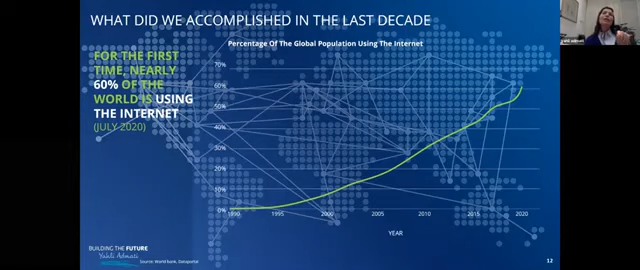 WHAT DID WE ACCOMPLISHED IN THE LAST DECADE
Percentage Of The Global Population Using The Internet
FOR THE FIRST
TIME, NEARLY
60% OF THE
WORLD IS USING
THE INTERNET
(JULY 2020)
70%
60%
50%
40%
30%
20%
10%
0%
1990
1995
2000
2005
2010
2015
2020
YEAR
BUILDING THE FUTURE
Yahli Admati
Source: World bank, Dataportal
12